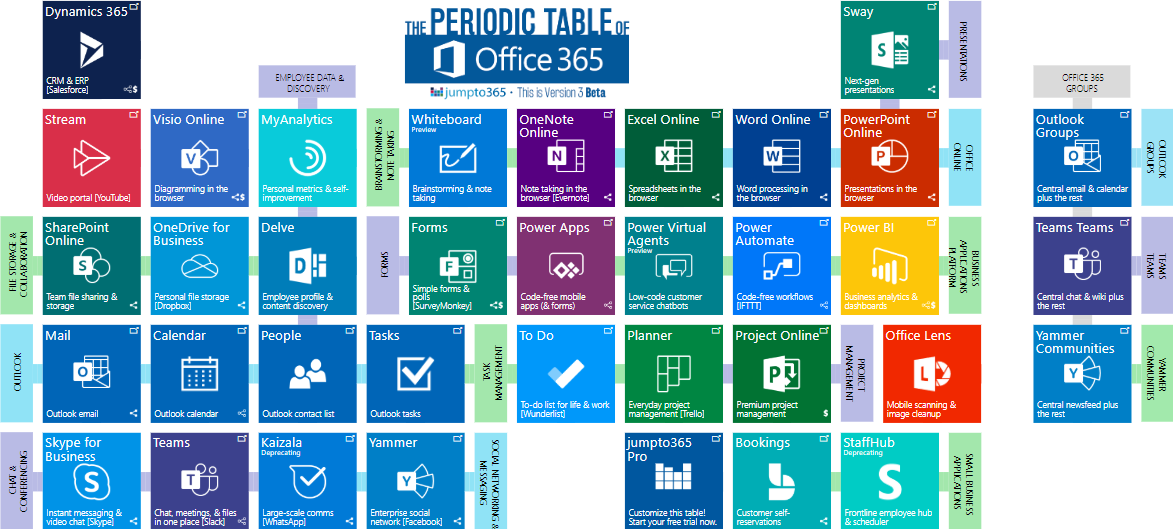 THE PERIODIC TABLE OF
Office 365
jumpto365 · This is Version 3 Beta
Dynamics 365
CRM & ERP
[Salesforce]
$
EMPLOYEE DATA &
DISCOVERY
Sway
Next-gen
presentations
PRESENTATIONS
OFFICE 365
GROUPS
Stream
Video portal [YouTube]
Visio Online
V
Diagramming in the
browser
$
MyAnalytics
Personal metrics & self-
improvement
BRAINSTORMING &
NOTE TAKING
Whiteboard
Preview
Brainstorming & note
taking
OneNote
Online
N
Note taking in the
browser [Evernote]
Excel Online
X
Spreadsheets in the
browser
Word Online
W
Word processing in the
browser
PowerPoint
Online
P
Presentations in the
browser
OFFICE
ONLINE
Outlook
Groups
O
Central email & calendar
plus the rest
OUTLOOK
GROUPS
FILE STORAGE &
COLLABORATION
SharePoint
Online
S
Team file sharing &
storage
OneDrive for
Business
Personal file storage
[Dropbox]
Delve
D
Employee profile &
content discovery
FORMS
Forms
F
Simple forms &
polls
[SurveyMonkey]
$
Power Apps
Code-free mobile
apps (& forms)
Power Virtual
Agents
Preview
Low-code customer
service chatbots
Power
Automate
Code-free workflows
[IFTTT]
Power BI
Business analytics &
dashboards
$
BUSINESS
APPLICATIONS
PLATFORM
Teams Teams
T
Central chat & wiki plus
the rest
TEAMS
TEAMS
OUTLOOK
Mail
O
Outlook email
Calendar
Outlook calendar
People
Outlook contact list
Tasks
Outlook tasks
TASK
MANAGEMENT
To Do
To-do list for life & work
[Wunderlist]
Planner
Everyday project
management [Trello]
Project Online
P
Premium project
management
$
PROJECT
MANAGEMENT
Office Lens
L
Mobile scanning &
image cleanup
Yammer
Communities
Y
Central newsfeed plus
the rest
YAMMER
COMMUNITIES
CHAT &
CONFERENCING
Skype for
Business
S
Instant messaging &
video chat [Skype]
Teams
T
Chat, meetings, & files
in one place [Slack]
Kaizala
Deprecating
Large-scale comms
[WhatsApp]
Yammer
Y
Enterprise social
network [Facebook]
SOCIAL NETWORKING &
MESSAGING
jumpto365
Pro
Customize this table!
Start your free trial now.
Bookings
b
Customer self-
reservations
StaffHub
Deprecating
S
Frontline employee hub
& scheduler
SMALL BUSINESS
APPLICATIONS